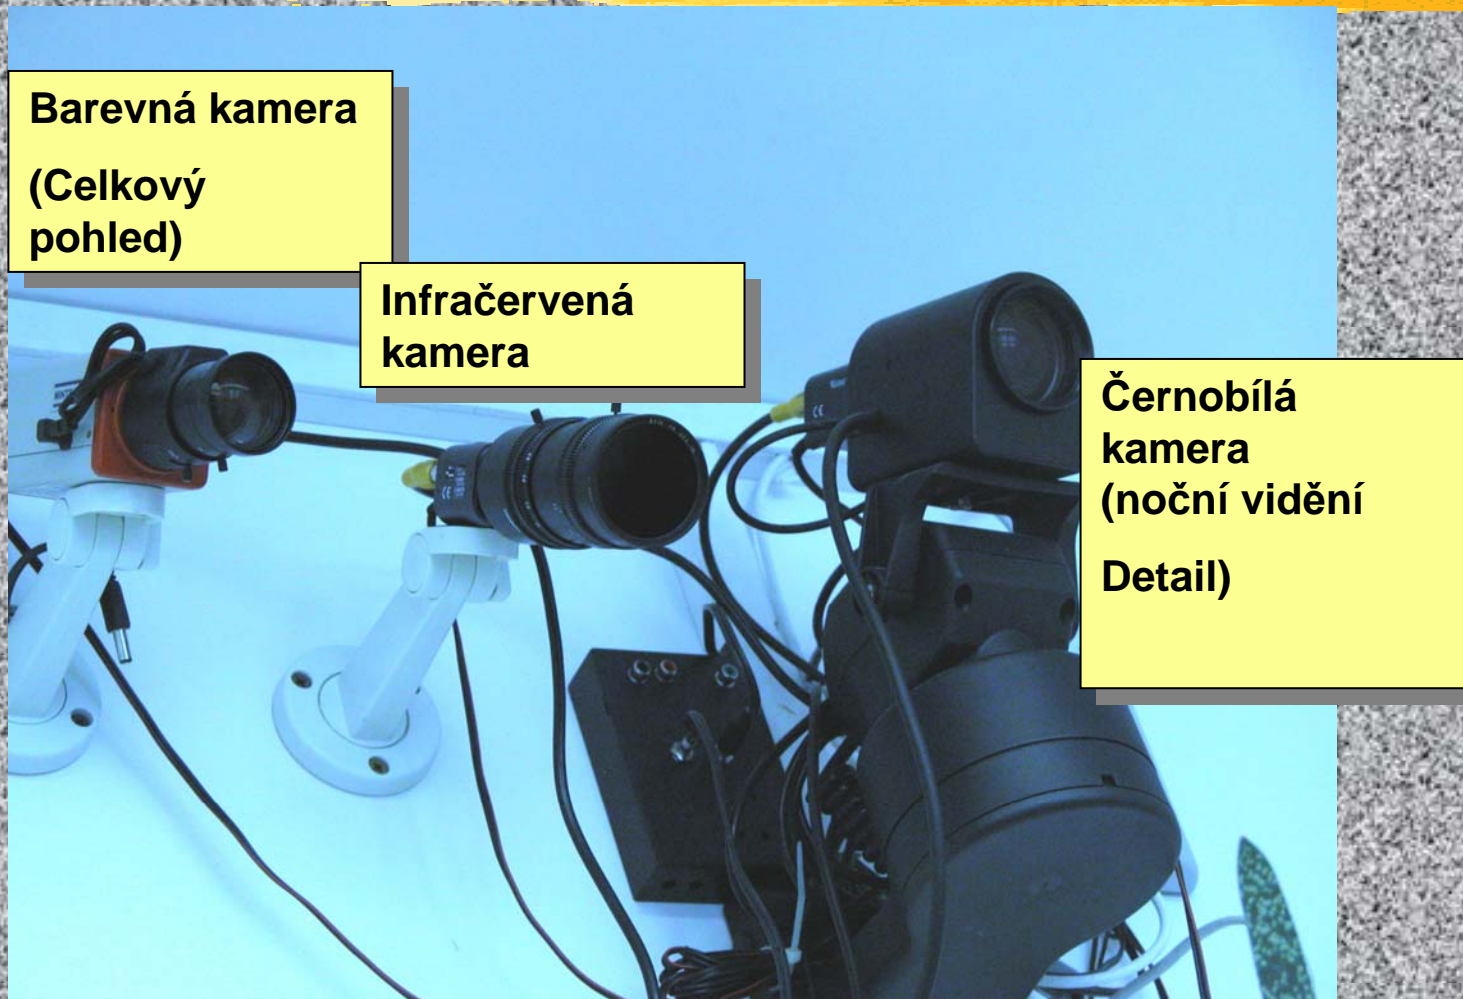 Barevná kamera
(Celkový
pohled)
Infračervená
kamera
Černobílá
kamera
(noční vidění
Detail)